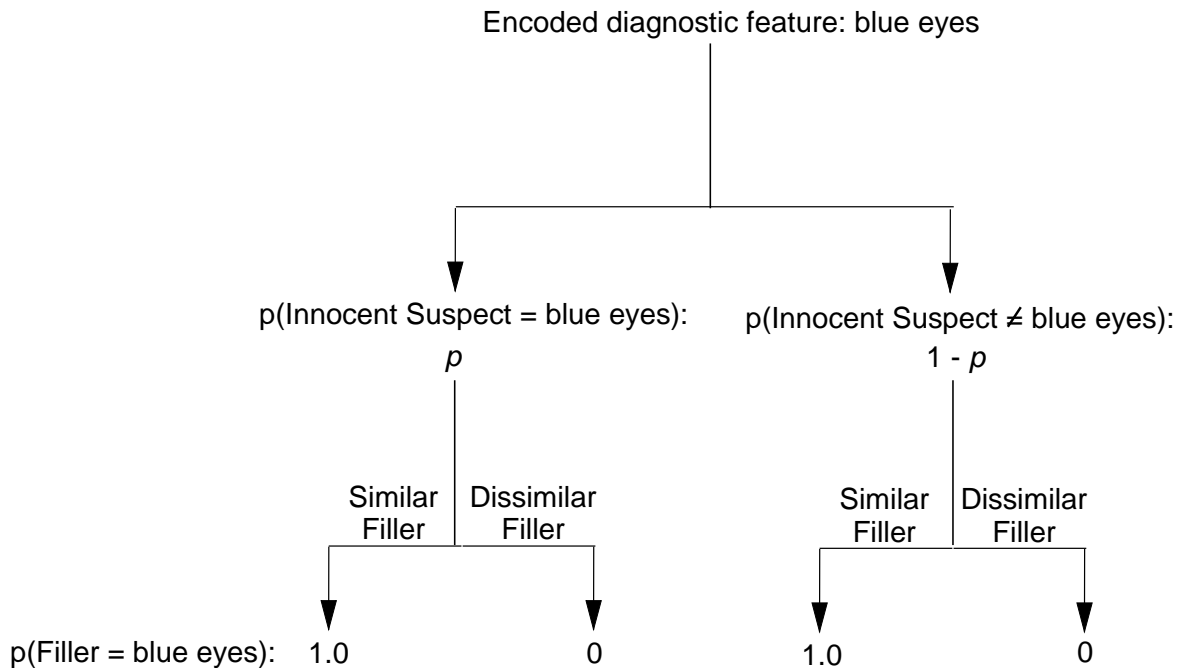 Encoded diagnostic feature: blue eyes
p(Innocent Suspect = blue eyes):
p
p(Innocent Suspect ≠ blue eyes):
1 - p
Similar Filler
Dissimilar Filler
Similar Filler
Dissimilar Filler
p(Filler = blue eyes): 1.0 0 1.0 0